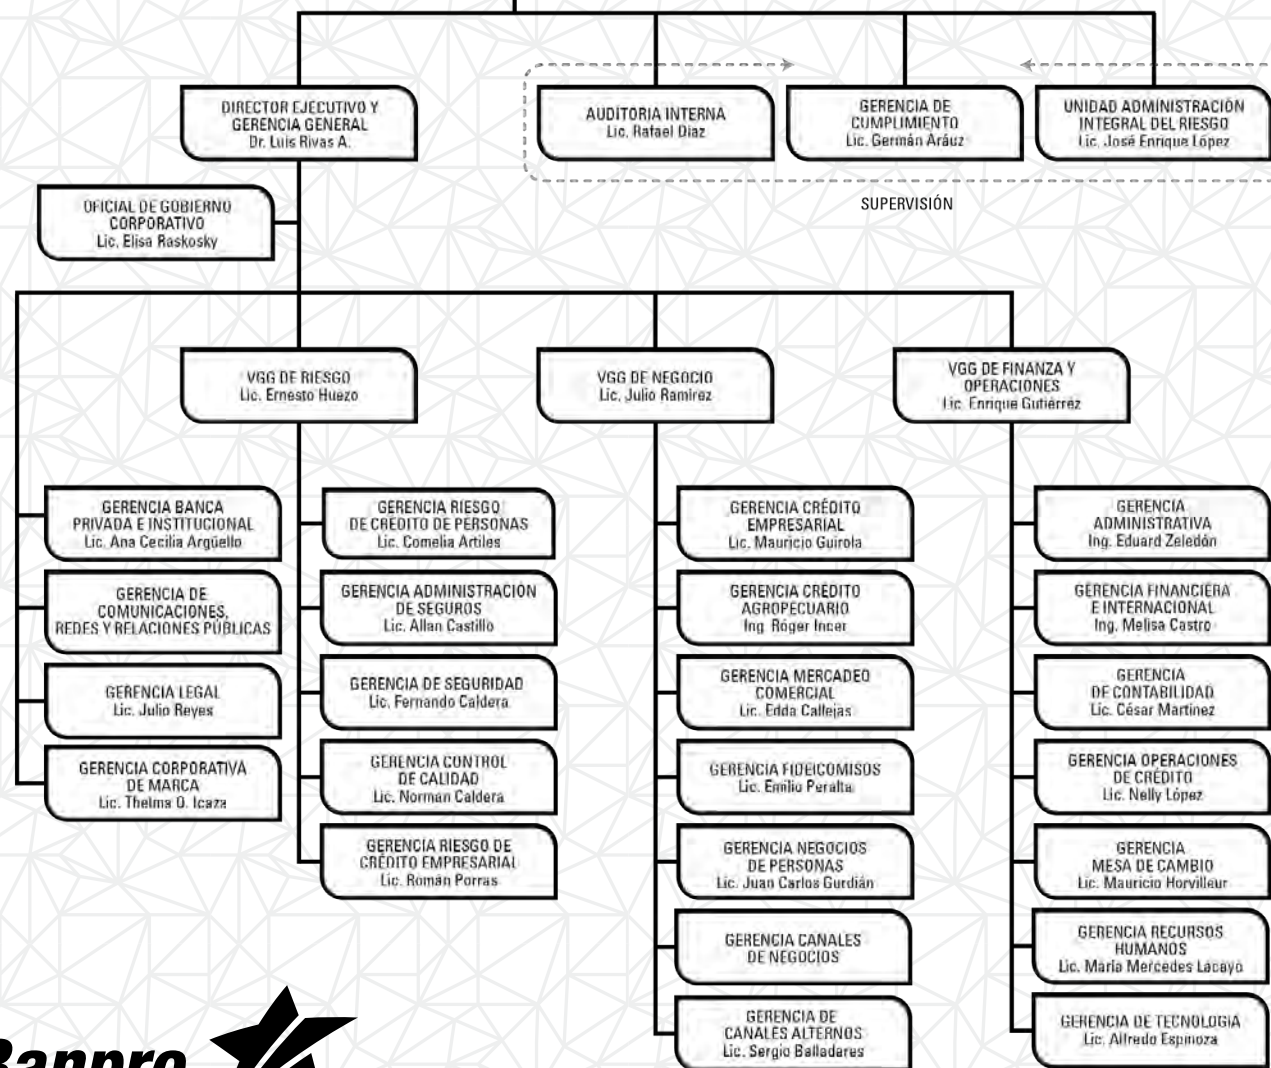 DIRECTOR EJECUTIVO Y
GERENCIA GENERAL
Dr. Luis Rivas A.
AUDITORIA INTERNA
Lic. Rafael Diaz
GERENCIA DE
CUMPLIMIENTO
Lic. Germán Aráuz
UNIDAD ADMINISTRACIÓN
INTEGRAL DEL RIESGO
Lic. José Enrique López
OFICIAL DE GOBIERNO
CORPORATIVO
Lic. Elisa Raskosky
SUPERVISIÓN
VGG DE RIESGO
Lic. Ernesto Huezo
VGG DE NEGOCIO
Lic. Julio Ramirez
VGG DE FINANZA Y
OPERACIONES
Lic. Enrique Gutiérrez
GERENCIA BANCA
PRIVADA E INSTITUCIONAL
Lic. Ana Cecilia Argüello
GERENCIA DE
COMUNICACIONES,
REDES Y RELACIONES PÚBLICAS
GERENCIA LEGAL
Lic. Julio Reyes
GERENCIA CORPORATIVA
DE MARCA
Lic. Thelma O. Icaza
GERENCIA RIESGO
DE CRÉDITO DE PERSONAS
Lic. Cornelia Artiles
GERENCIA ADMINISTRACIÓN
DE SEGUROS
Lic. Allan Castillo
GERENCIA DE SEGURIDAD
Lic. Fernando Caldera
GERENCIA CONTROL
DE CALIDAD
Lic. Norman Caldera
GERENCIA RIESGO DE
CRÉDITO EMPRESARIAL
Lic. Román Porras
GERENCIA CRÉDITO
EMPRESARIAL
Lic. Mauricio Guirola
GERENCIA CRÉDITO
AGROPECUARIO
Ing. Róger Incer
GERENCIA MERCADEO
COMERCIAL
Lic. Edda Callejas
GERENCIA FIDEICOMISOS
Lic. Emilio Peralta
GERENCIA NEGOCIOS
DE PERSONAS
Lic. Juan Carlos Gurdián
GERENCIA CANALES
DE NEGOCIOS
GERENCIA DE
CANALES ALTERNOS
Lic. Sergio Balladares
GERENCIA
ADMINISTRATIVA
Ing. Eduard Zeledón
GERENCIA FINANCIERA
E INTERNACIONAL
Ing. Melisa Castro
GERENCIA
DE CONTABILIDAD
Lic. César Martinez
GERENCIA OPERACIONES
DE CRÉDITO
Lic. Nelly López
GERENCIA
MESA DE CAMBIO
Lic. Mauricio Horvilleur
GERENCIA RECURSOS
HUMANOS
Lic. Maria Mercedes Lacayo
GERENCIA DE TECNOLOGIA
Lic. Alfredo Espinoza
Banpro